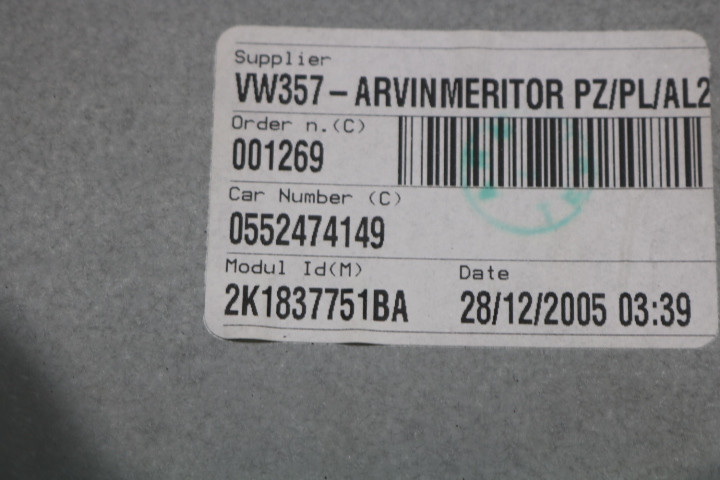 Supplier
VW357 – ARVINMERITOR PZ/PL/AL2
Order n.(C)
001269
Car Number (C)
0552474149
Modul Id(M) Date
2K1837751BA 28/12/2005 03:39